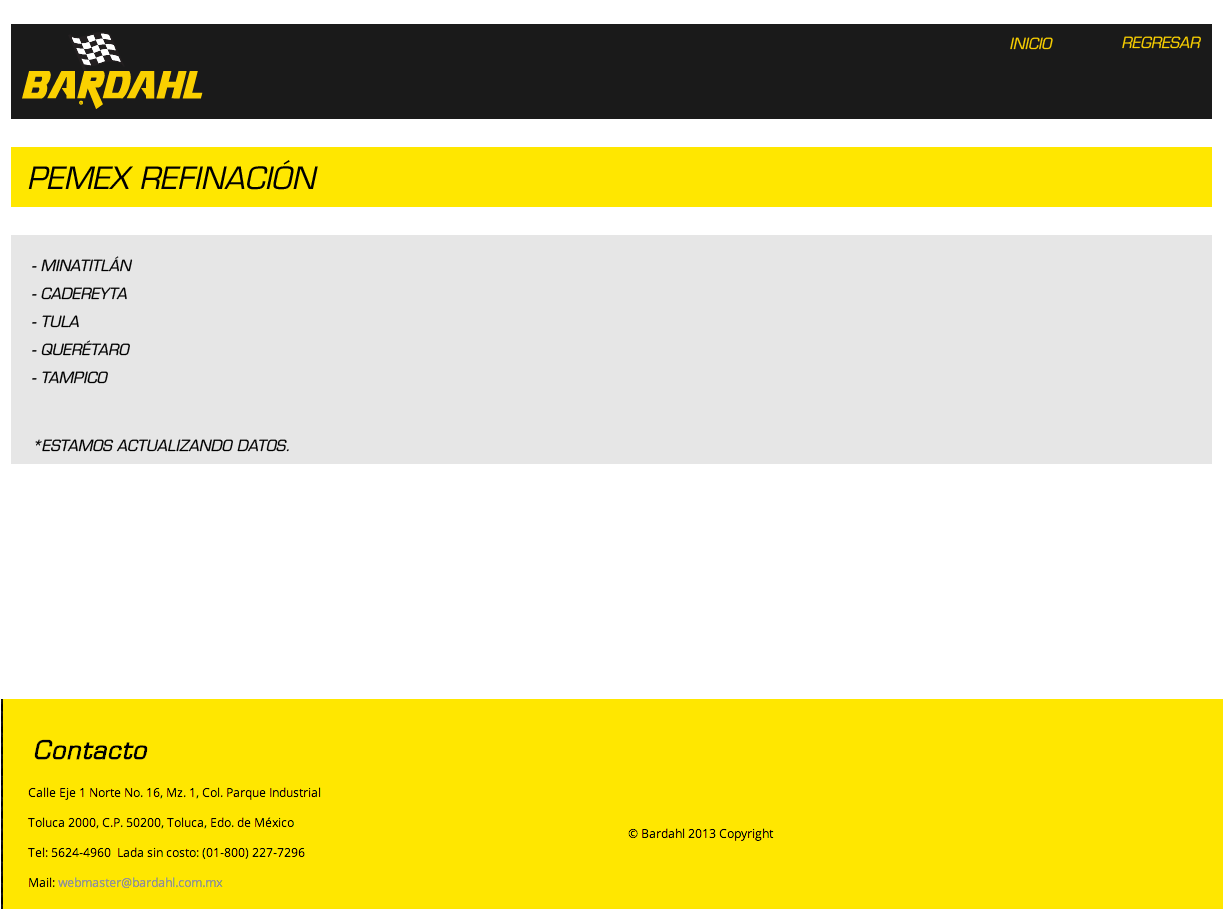 BARDAHL
INICIO
REGRESAR
PEMEX REFINACIÓN
- MINATITLÁN
- CADEREYTA
- TULA
- QUERÉTARO
- TAMPICO
*ESTAMOS ACTUALIZANDO DATOS.
Contacto
Calle Eje 1 Norte No. 16, Mz. 1, Col. Parque Industrial
Toluca 2000, C.P. 50200, Toluca, Edo. de México
Tel: 5624-4960  Lada sin costo: (01-800) 227-7296
Mail: webmaster@bardahl.com.mx
© Bardahl 2013 Copyright